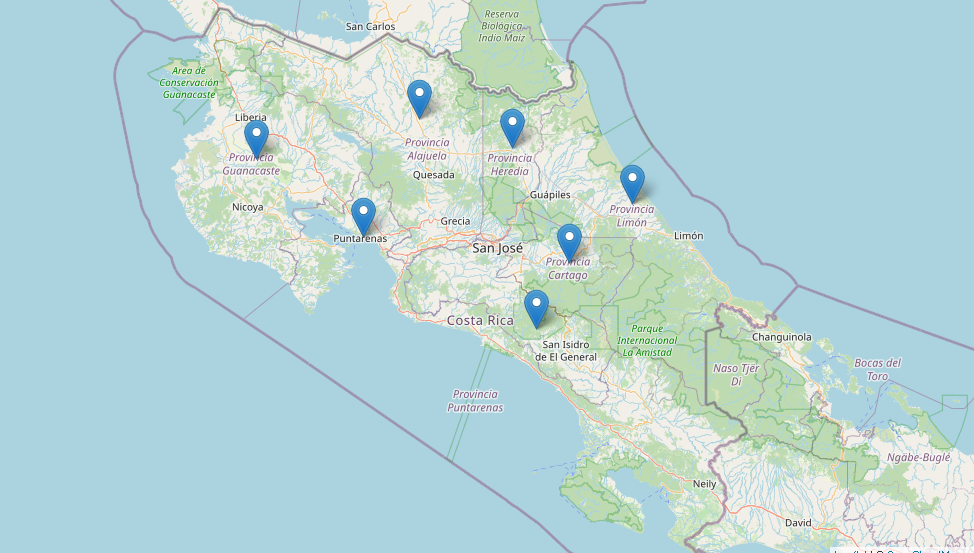 San Carlos
Reserva
Biológica
Indio Maíz
Area de
Conservación
Guanacaste
Liberia
Provincia
Guanacaste
Provincia
Alajuela
Provincia
Heredia
Quesada
Guápiles
Nicoya
Grecia
Provincia
Limón
Puntarenas
San José
Limón
Provincia
Cartago
Costa Rica
San Isidro
de El General
Parque
Internacional
La Amistad
Changuinola
Naso Tjër
Di
Bocas del
Toro
Provincia
Puntarenas
Ngabe-Buglé
Neily
David